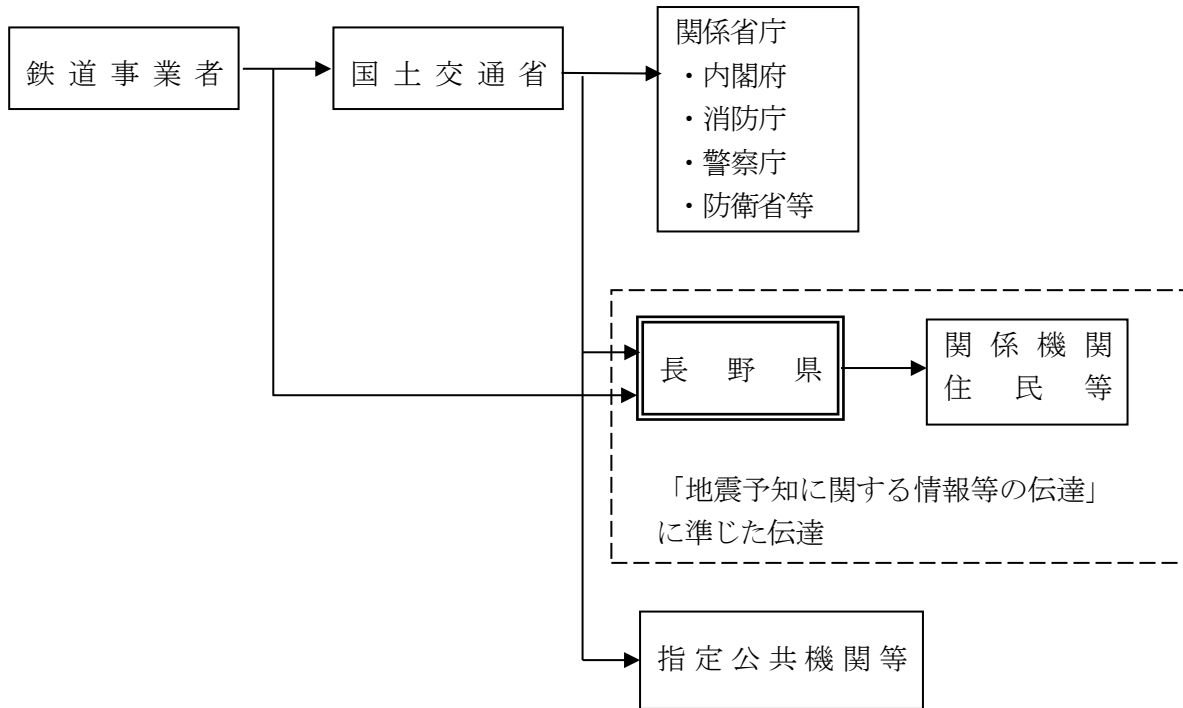 鉄道事業者
国土交通省
関係省庁
・内閣府
・消防庁
・警察庁
・防衛省等
長野県
関係機関
住民等
「地震予知に関する情報等の伝達」
に準じた伝達
指定公共機関等